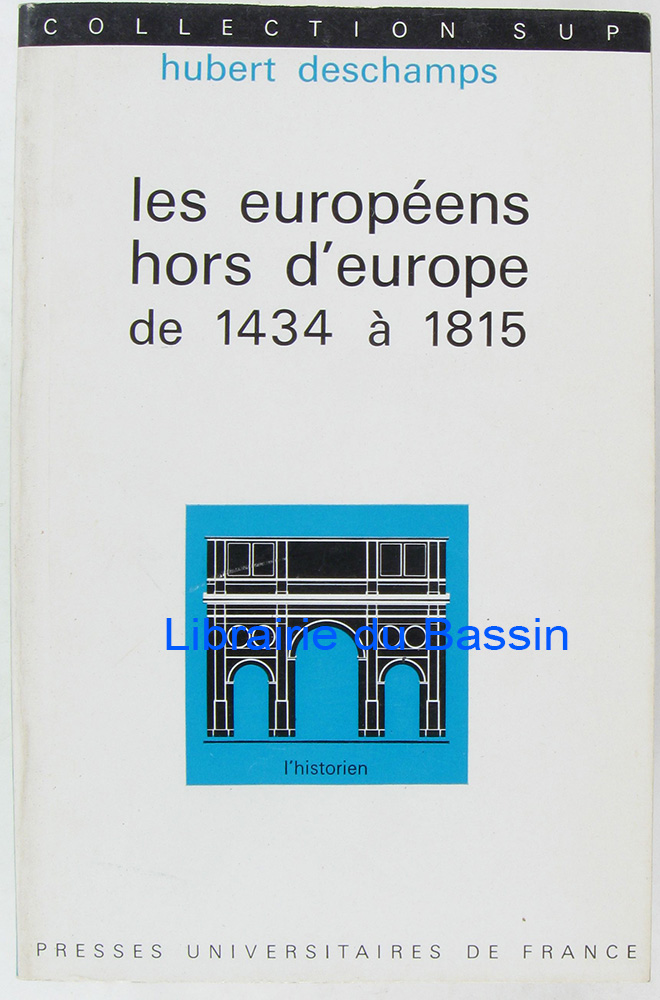 COLLECTION SUP
hubert deschamps
les européens
hors d'europe
de 1434 à 1815
Librairie du Bassin
l'historien
PRESSES UNIVERSITAIRES DE FRANCE